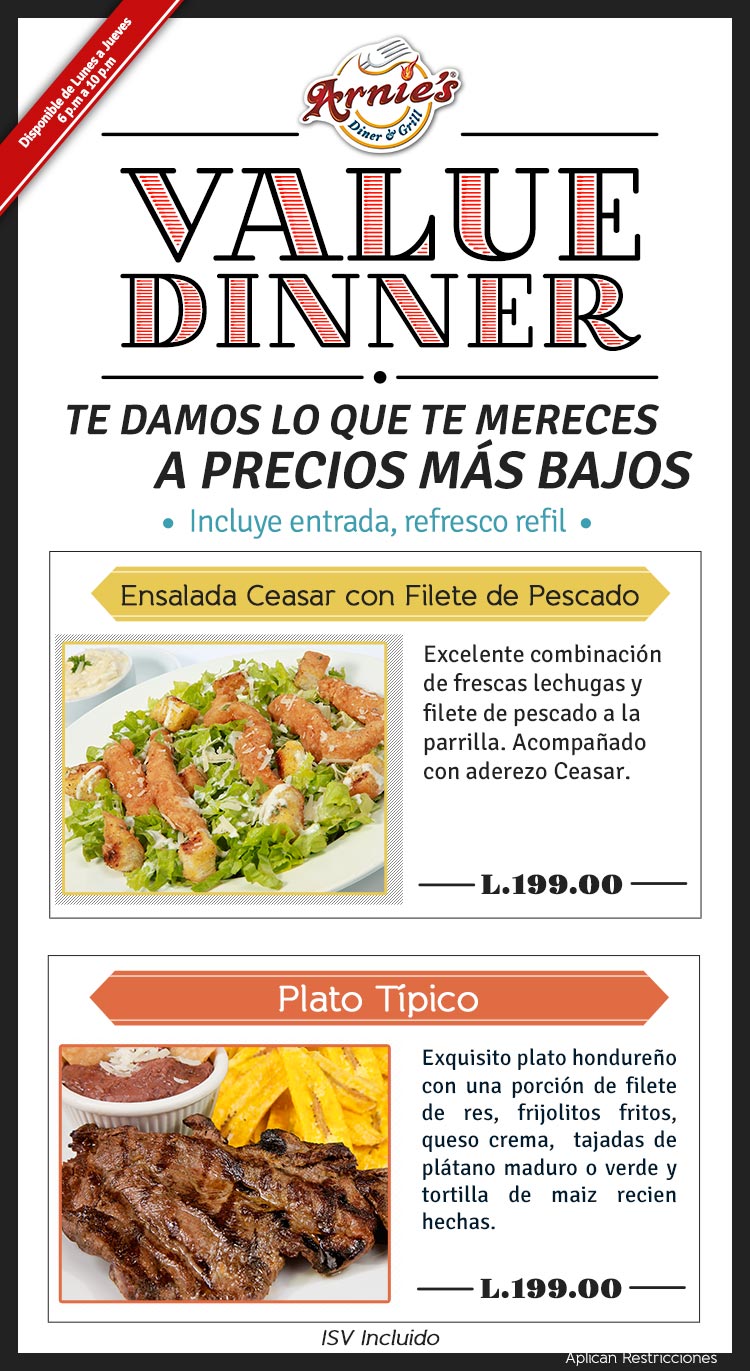 Disponible de Lunes a Jueves
6 p.m a 10 p.m
Arnie's®
Diner & Grill
VALUE
DINNER
TE DAMOS LO QUE TE MERECES
A PRECIOS MÁS BAJOS
• Incluye entrada, refresco refil •
Ensalada Ceasar con Filete de Pescado
Excelente combinación
de frescas lechugas y
filete de pescado a la
parrilla. Acompañado
con aderezo Ceasar.
L.199.00
Plato Típico
Exquisito plato hondureño
con una porción de filete
de res, frijolitos fritos,
queso crema, tajadas de
plátano maduro o verde y
tortilla de maiz recien
hechas.
L.199.00
ISV Incluido
Aplican Restricciones